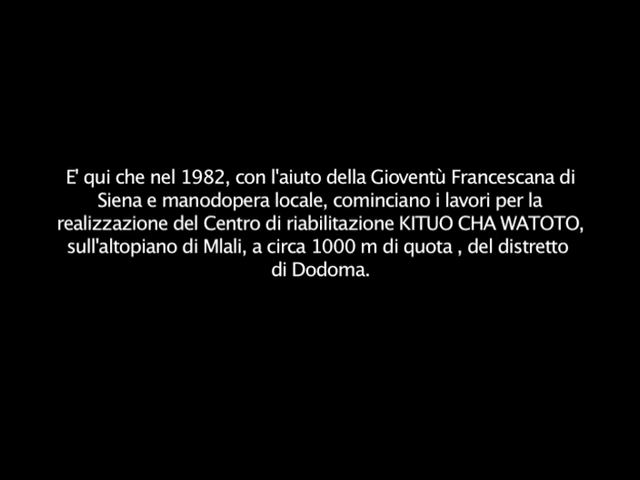 E' qui che nel 1982, con l'aiuto della Gioventù Francescana di
Siena e manodopera locale, cominciano i lavori per la
realizzazione del Centro di riabilitazione KITUO CHA WATOTO,
sull'altopiano di Mlali, a circa 1000 m di quota , del distretto
di Dodoma.